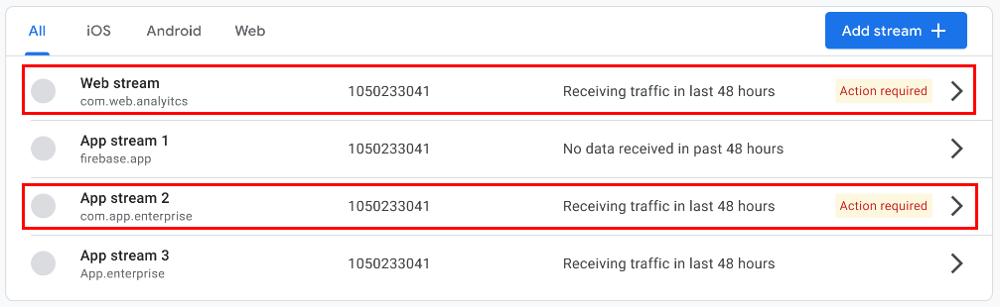 All iOS Android Web Add stream
Web stream
com.web.analyitcs
1050233041 Receiving traffic in last 48 hours Action required
App stream 1
firebase.app
1050233041 No data received in past 48 hours
App stream 2
com.app.enterprise
1050233041 Receiving traffic in last 48 hours Action required
App stream 3
App.enterprise
1050233041 Receiving traffic in last 48 hours